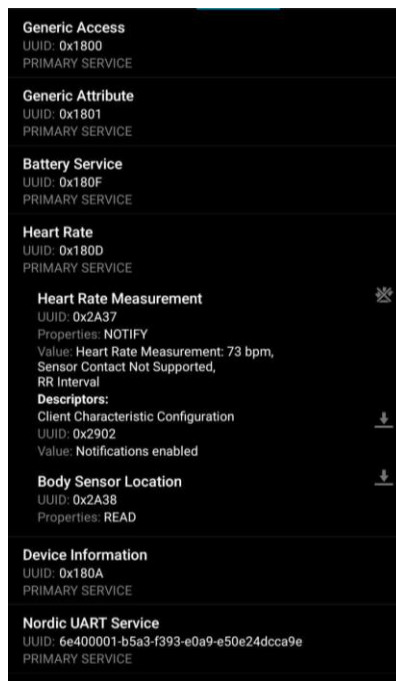 Generic Access
UUID: 0x1800
PRIMARY SERVICE
Generic Attribute
UUID: 0x1801
PRIMARY SERVICE
Battery Service
UUID: 0x180F
PRIMARY SERVICE
Heart Rate
UUID: 0x180D
PRIMARY SERVICE
Heart Rate Measurement
UUID: 0x2A37
Properties: NOTIFY
Value: Heart Rate Measurement: 73 bpm,
Sensor Contact Not Supported,
RR Interval
Descriptors:
Client Characteristic Configuration
UUID: 0x2902
Value: Notifications enabled
Body Sensor Location
UUID: 0x2A38
Properties: READ
Device Information
UUID: 0x180A
PRIMARY SERVICE
Nordic UART Service
UUID: 6e400001-b5a3-f393-e0a9-e50e24dcca9e
PRIMARY SERVICE